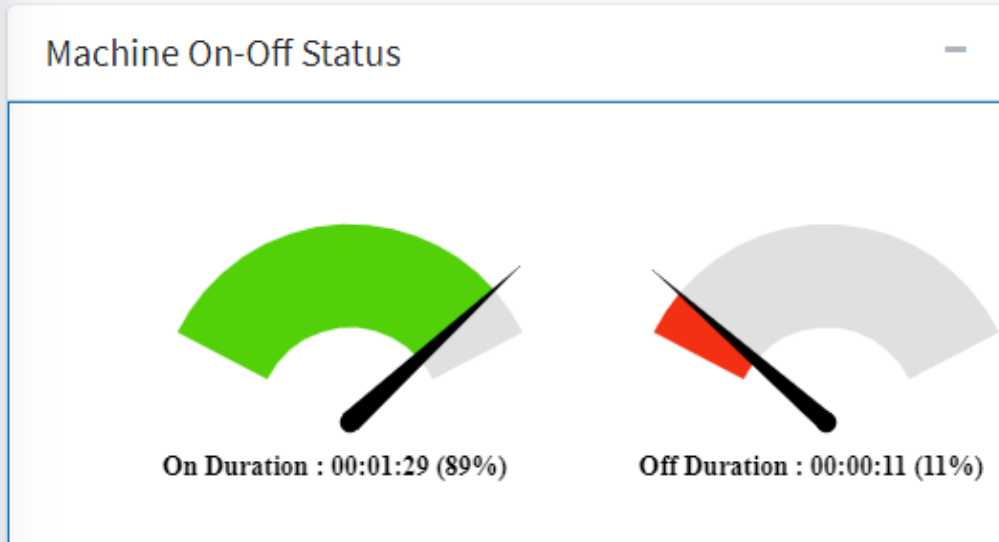 Machine On-Off Status
On Duration : 00:01:29 (89%)
Off Duration : 00:00:11 (11%)